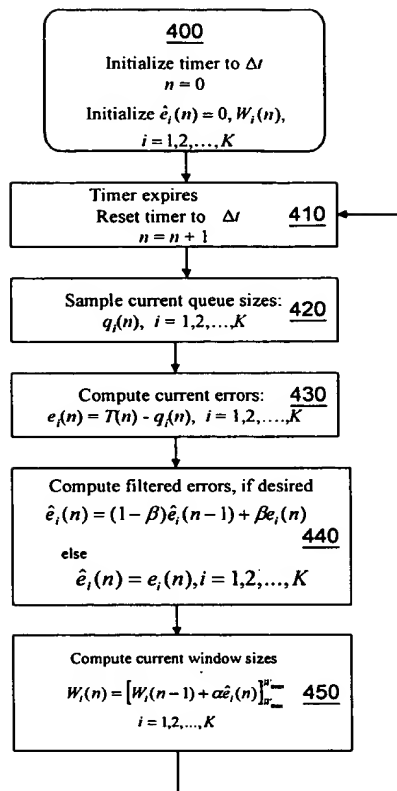 400
Initialize timer to Δt
n = 0
Initialize ê_i(n) = 0, W_i(n),
i = 1,2,…,K
Timer expires
Reset timer to Δt
n = n + 1
410
Sample current queue sizes:
q_i(n), i = 1,2,…,K
420
Compute current errors:
430
e_i(n) = T(n) - q_i(n), i = 1,2,….,K
Compute filtered errors, if desired
ê_i(n) = (1 − β)ê_i(n−1) + βe_i(n)
440
else
ê_i(n) = e_i(n), i = 1,2,…,K
Compute current window sizes
W_i(n) = [W_i(n−1) + αê_i(n)]
450
i = 1,2,...,K